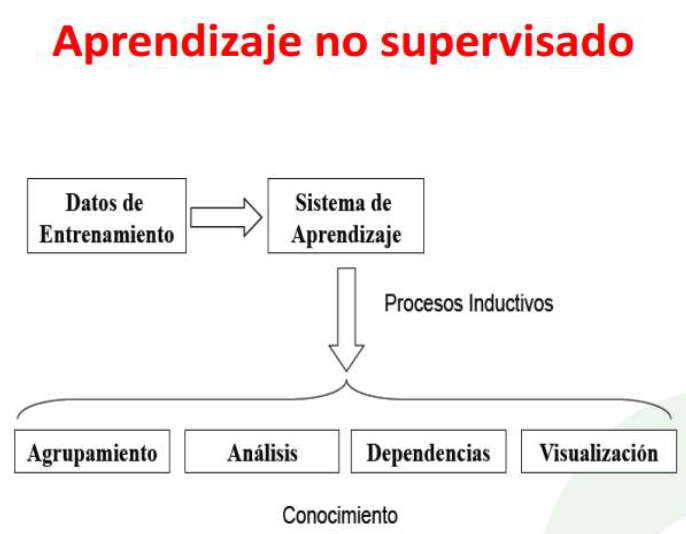 Aprendizaje no supervisado
Datos de
Entrenamiento
Sistema de
Aprendizaje
Procesos Inductivos
Agrupamiento
Análisis
Dependencias
Visualización
Conocimiento